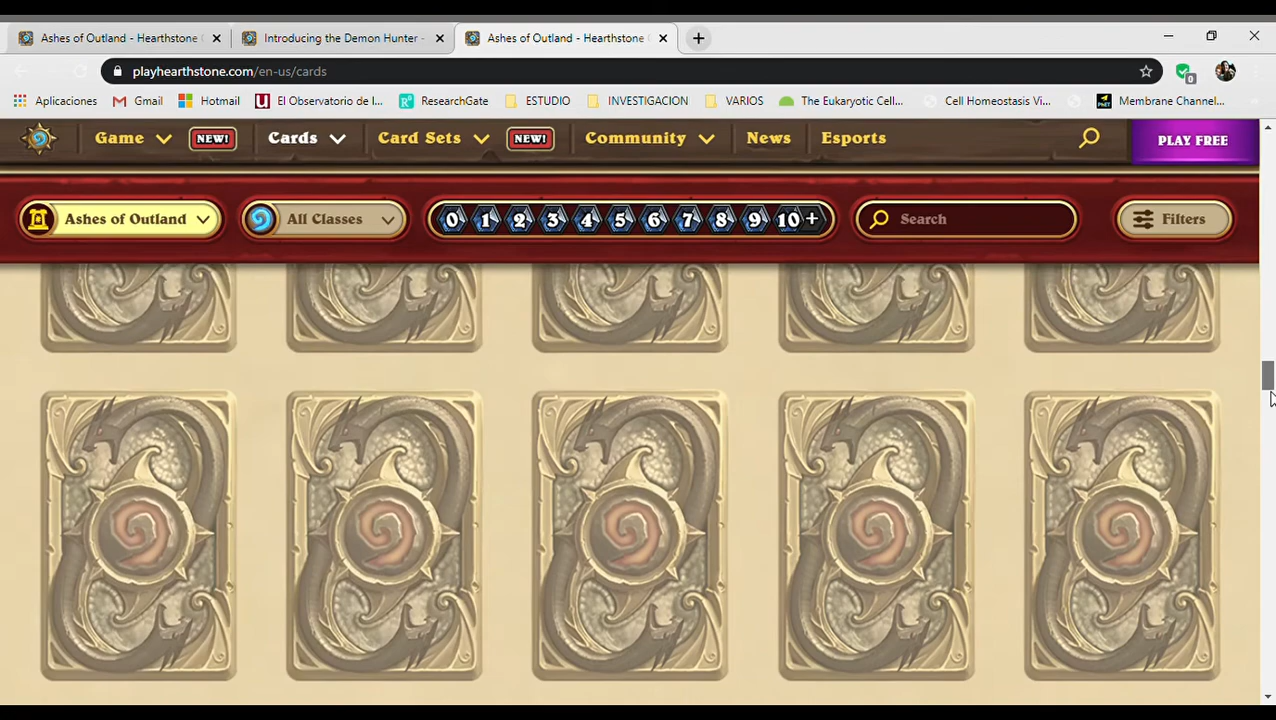 Ashes of Outland - Hearthstone
Introducing the Demon Hunter -
Ashes of Outland - Hearthstone
playhearthstone.com/en-us/cards
0
Aplicaciones
Gmail
Hotmail
El Observatorio de l...
ResearchGate
ESTUDIO
INVESTIGACION
VARIOS
The Eukaryotic Cell...
Cell Homeostasis Vi...
Membrane Channel...
Game NEW! Cards Card Sets NEW! Community News Esports PLAY FREE
Ashes of Outland All Classes 0 1 2 3 4 5 6 7 8 9 10 + Search Filters